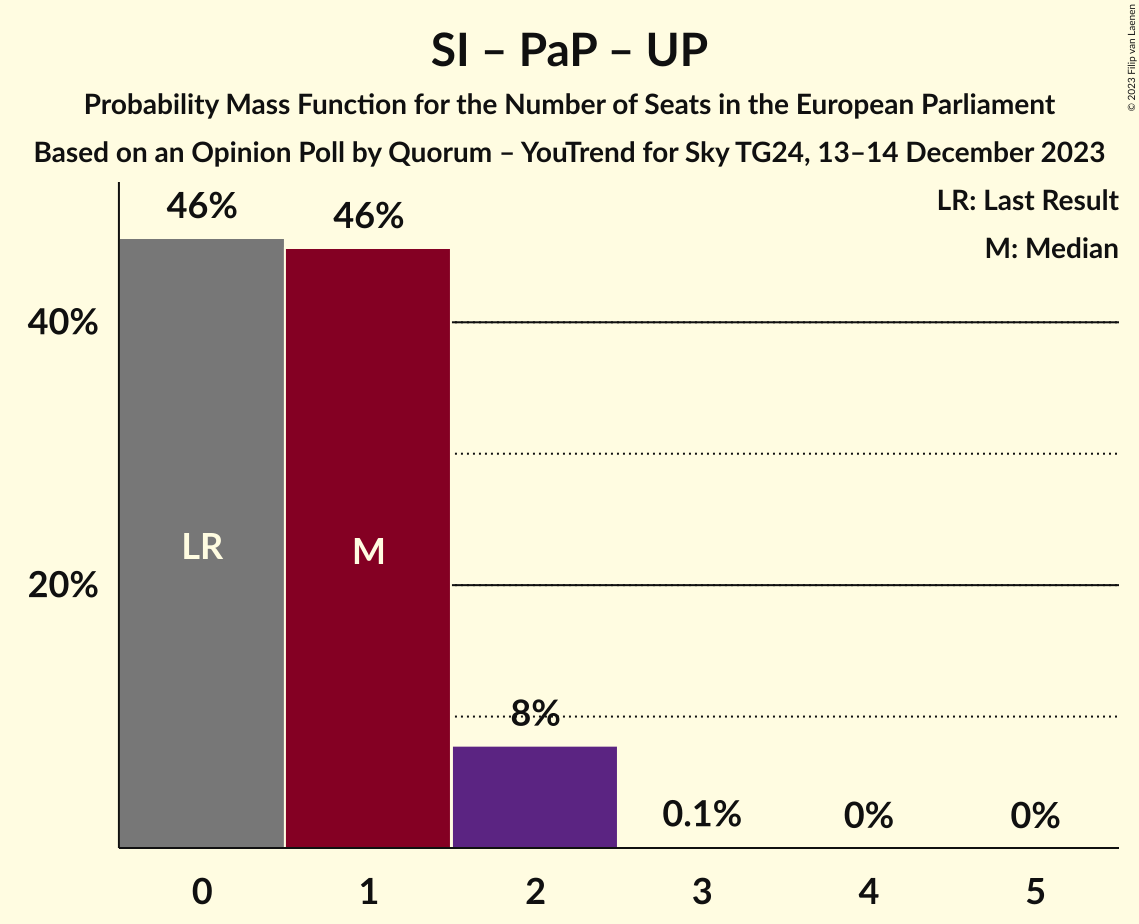 SI – PaP – UP
Probability Mass Function for the Number of Seats in the European Parliament
Based on an Opinion Poll by Quorum – YouTrend for Sky TG24, 13–14 December 2023
© 2023 Filip van Laenen
LR: Last Result
M: Median
46%
46%
40%
LR
M
20%
8%
0.1%
0%
0%
0
1
2
3
4
5